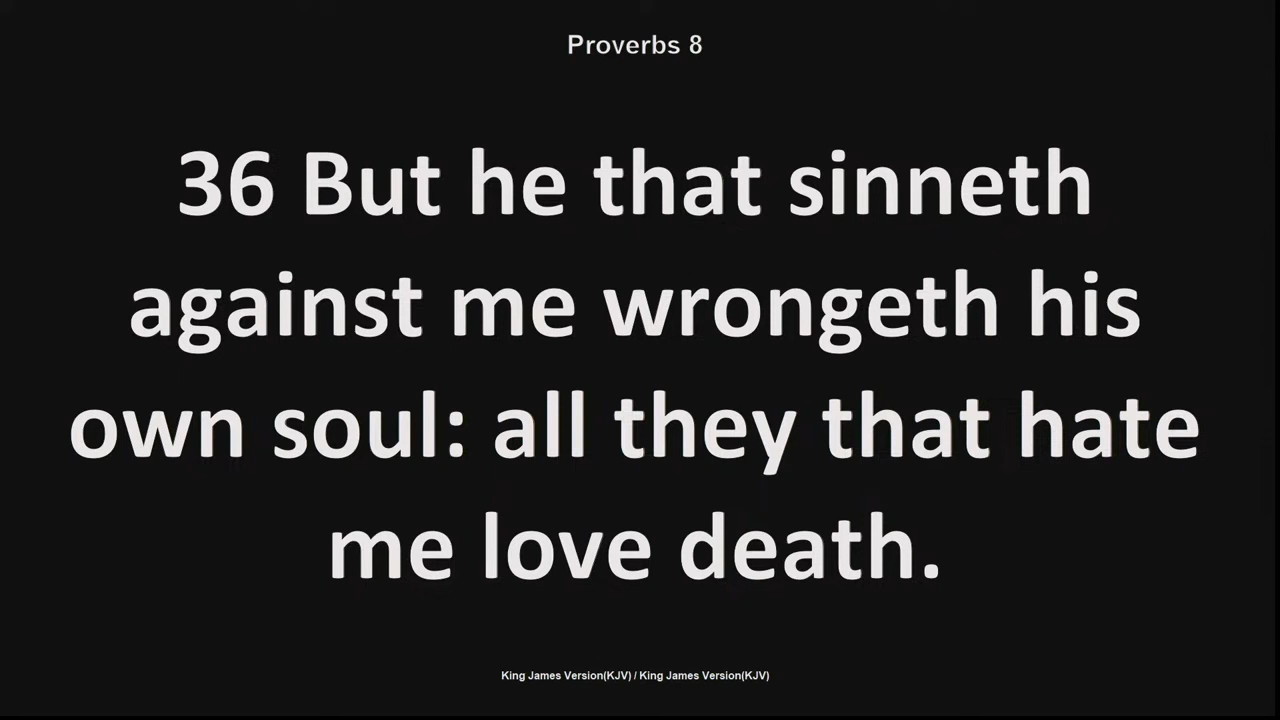 Proverbs 8
36 But he that sinneth
against me wrongeth his
own soul: all they that hate
me love death.
King James Version(KJV) / King James Version(KJV)